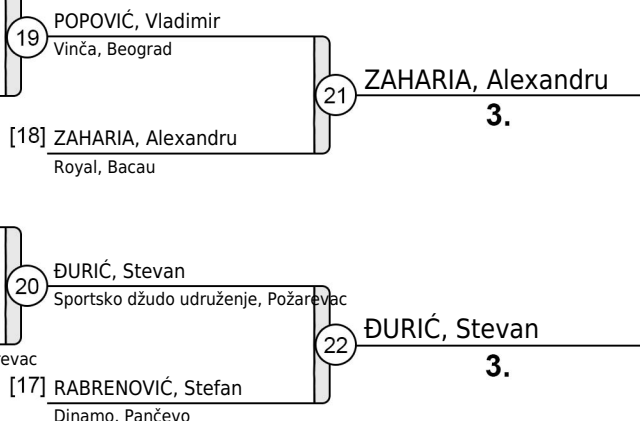 POPOVIĆ, Vladimir
19
Vinča, Beograd
ZAHARIA, Alexandru
21
3.
[18] ZAHARIA, Alexandru
Royal, Bacau
ĐURIĆ, Stevan
20
Sportsko džudo udruženje, Požarevac
ĐURIĆ, Stevan
22
3.
evac
[17] RABRENOVIĆ, Stefan
Dinamo, Pančevo